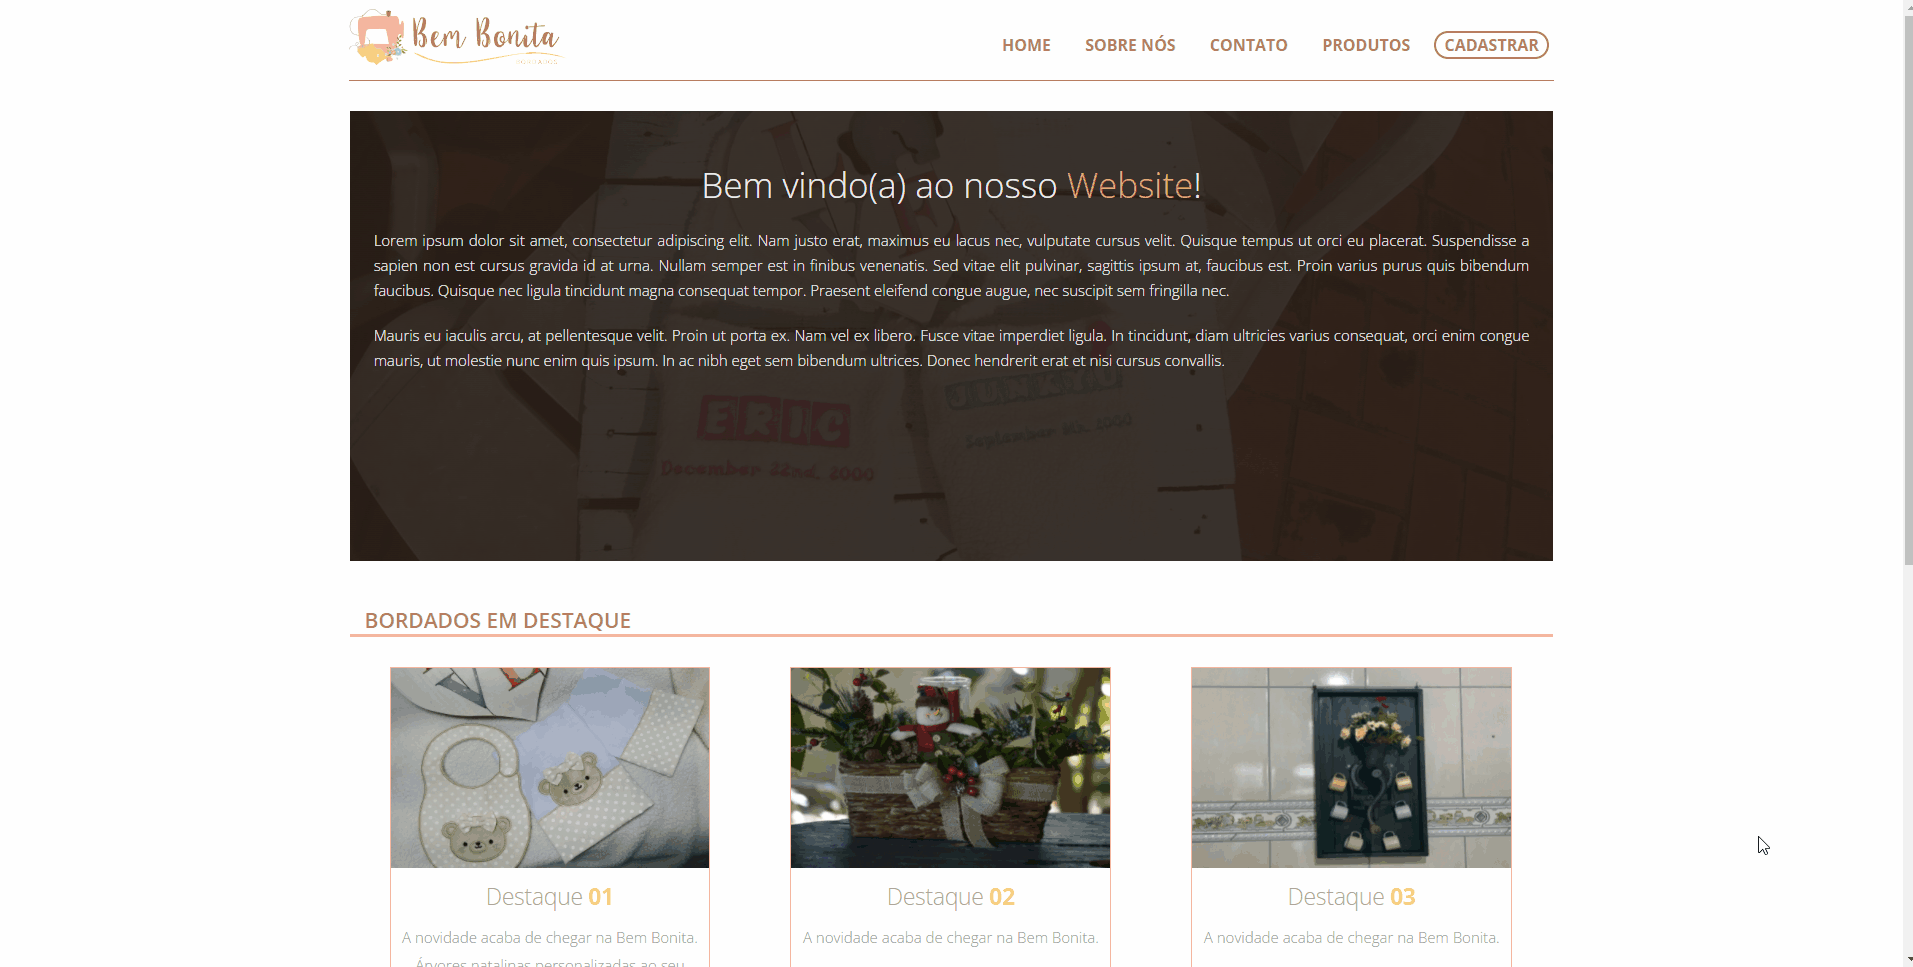 Bem Bonita
BORDADOS
HOME SOBRE NÓS CONTATO PRODUTOS CADASTRAR
Bem vindo(a) ao nosso Website!
Lorem ipsum dolor sit amet, consectetur adipiscing elit. Nam justo erat, maximus eu lacus nec, vulputate cursus velit. Quisque tempus ut orci eu placerat. Suspendisse a
sapien non est cursus gravida id at urna. Nullam semper est in finibus venenatis. Sed vitae elit pulvinar, sagittis ipsum at, faucibus est. Proin varius purus quis bibendum
faucibus. Quisque nec ligula tincidunt magna consequat tempor. Praesent eleifend congue augue, nec suscipit sem fringilla nec.
Mauris eu iaculis arcu, at pellentesque velit. Proin ut porta ex. Nam vel ex libero. Fusce vitae imperdiet ligula. In tincidunt, diam ultricies varius consequat, orci enim congue
mauris, ut molestie nunc enim quis ipsum. In ac nibh eget sem bibendum ultrices. Donec hendrerit erat et nisi cursus convallis.
ERIC
December 22nd, 2000
BORDADOS EM DESTAQUE
Destaque 01
A novidade acaba de chegar na Bem Bonita.
Árvores natalinas personalizadas ao seu
Destaque 02
A novidade acaba de chegar na Bem Bonita.
Destaque 03
A novidade acaba de chegar na Bem Bonita.